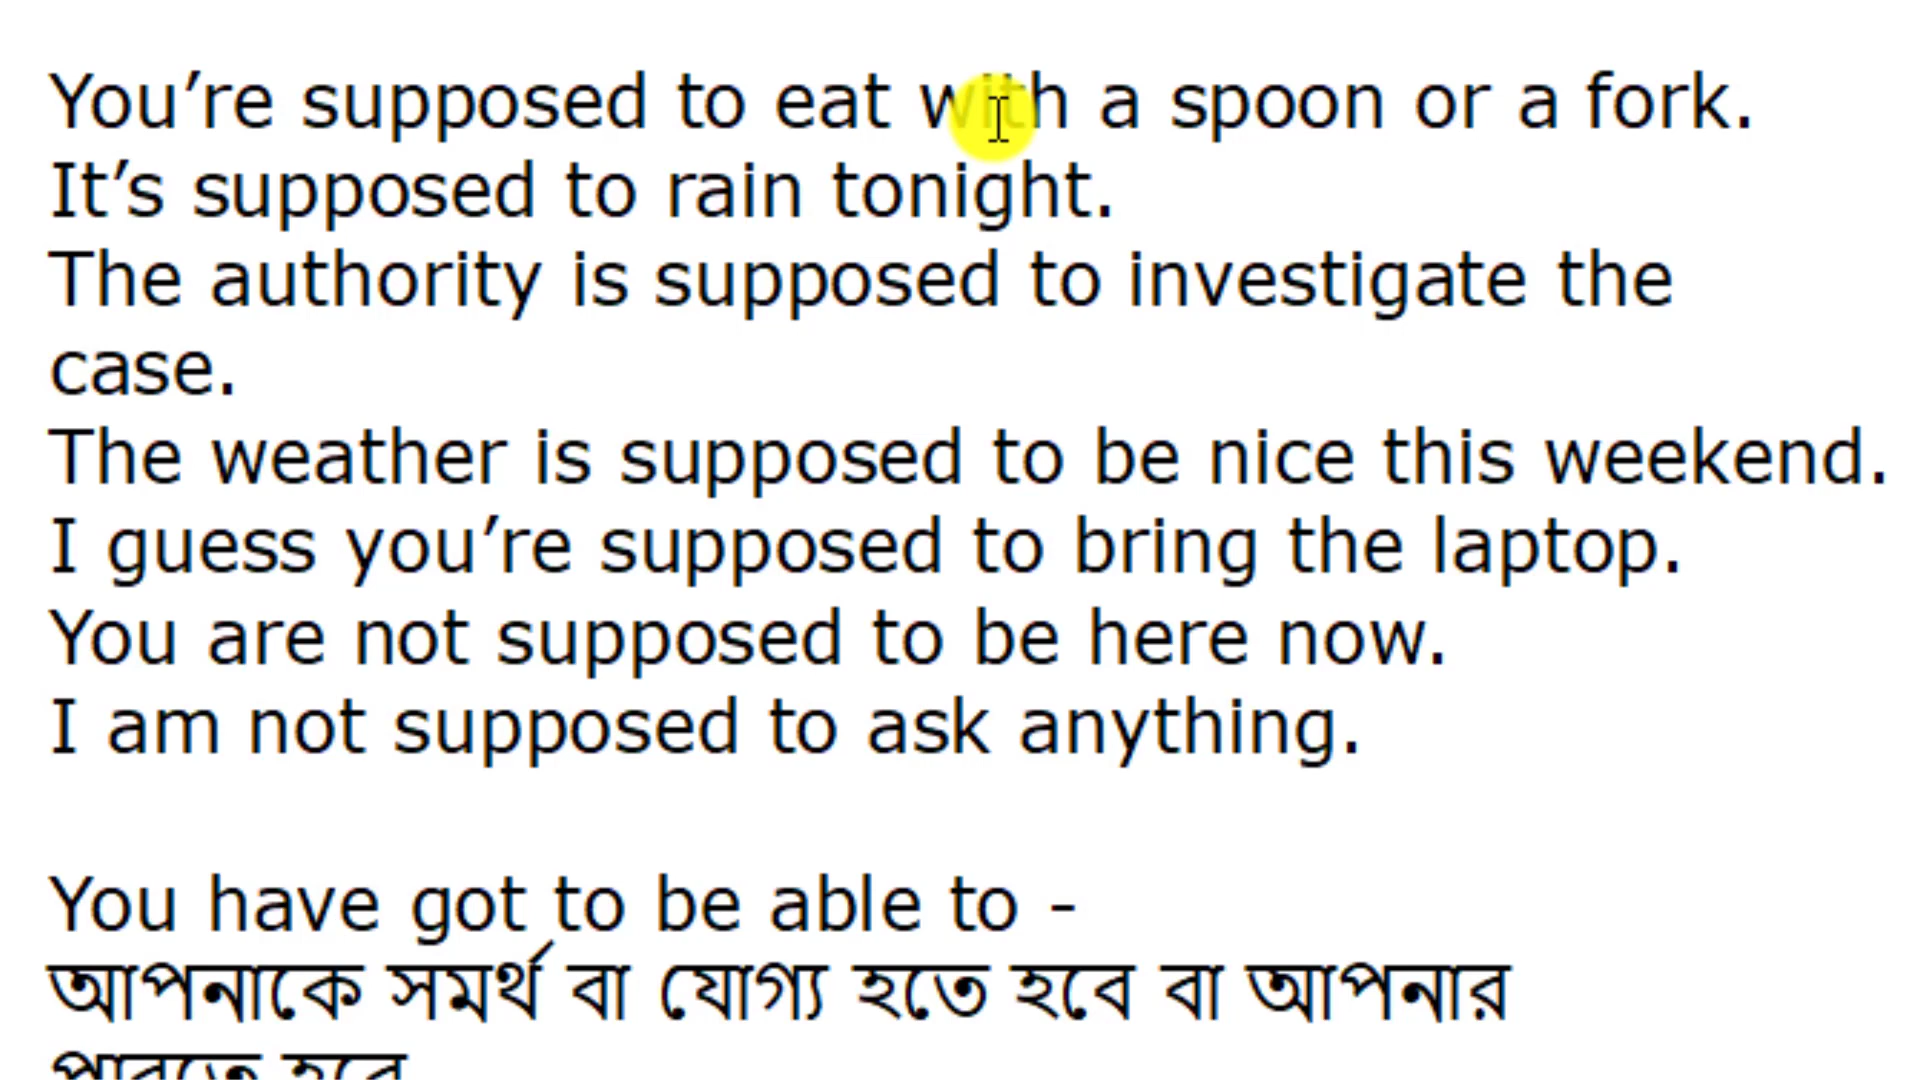 You’re supposed to eat with a spoon or a fork.
It’s supposed to rain tonight.
The authority is supposed to investigate the
case.
The weather is supposed to be nice this weekend.
I guess you’re supposed to bring the laptop.
You are not supposed to be here now.
I am not supposed to ask anything.
You have got to be able to -
আপনাকে সমর্থ বা যোগ্য হতে হবে বা আপনার
পারতে হবে